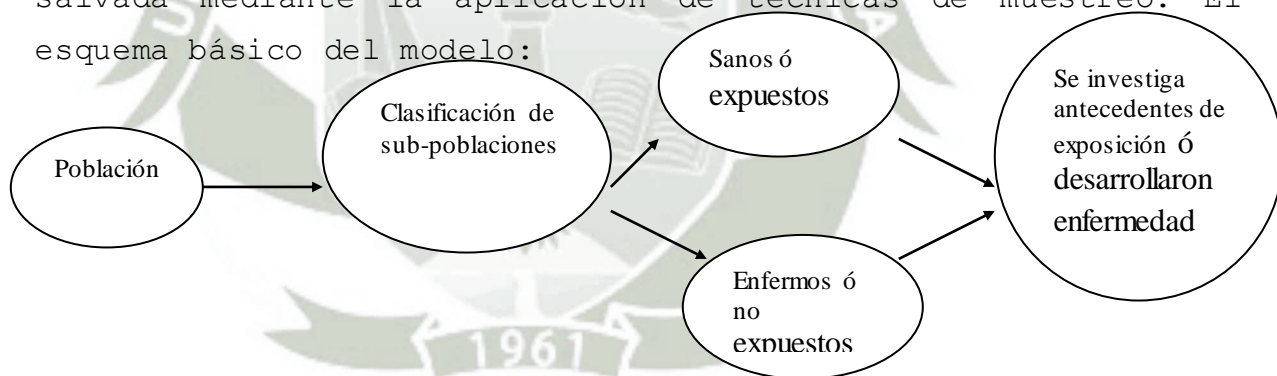 salvada mediante la aplicación de técnicas de muestreo. El
esquema básico del modelo:
Población
Clasificación de
sub-poblaciones
Sanos ó
expuestos
Enfermos ó
no
expuestos
Se investiga
antecedentes de
exposición ó
desarrollaron
enfermedad
1961